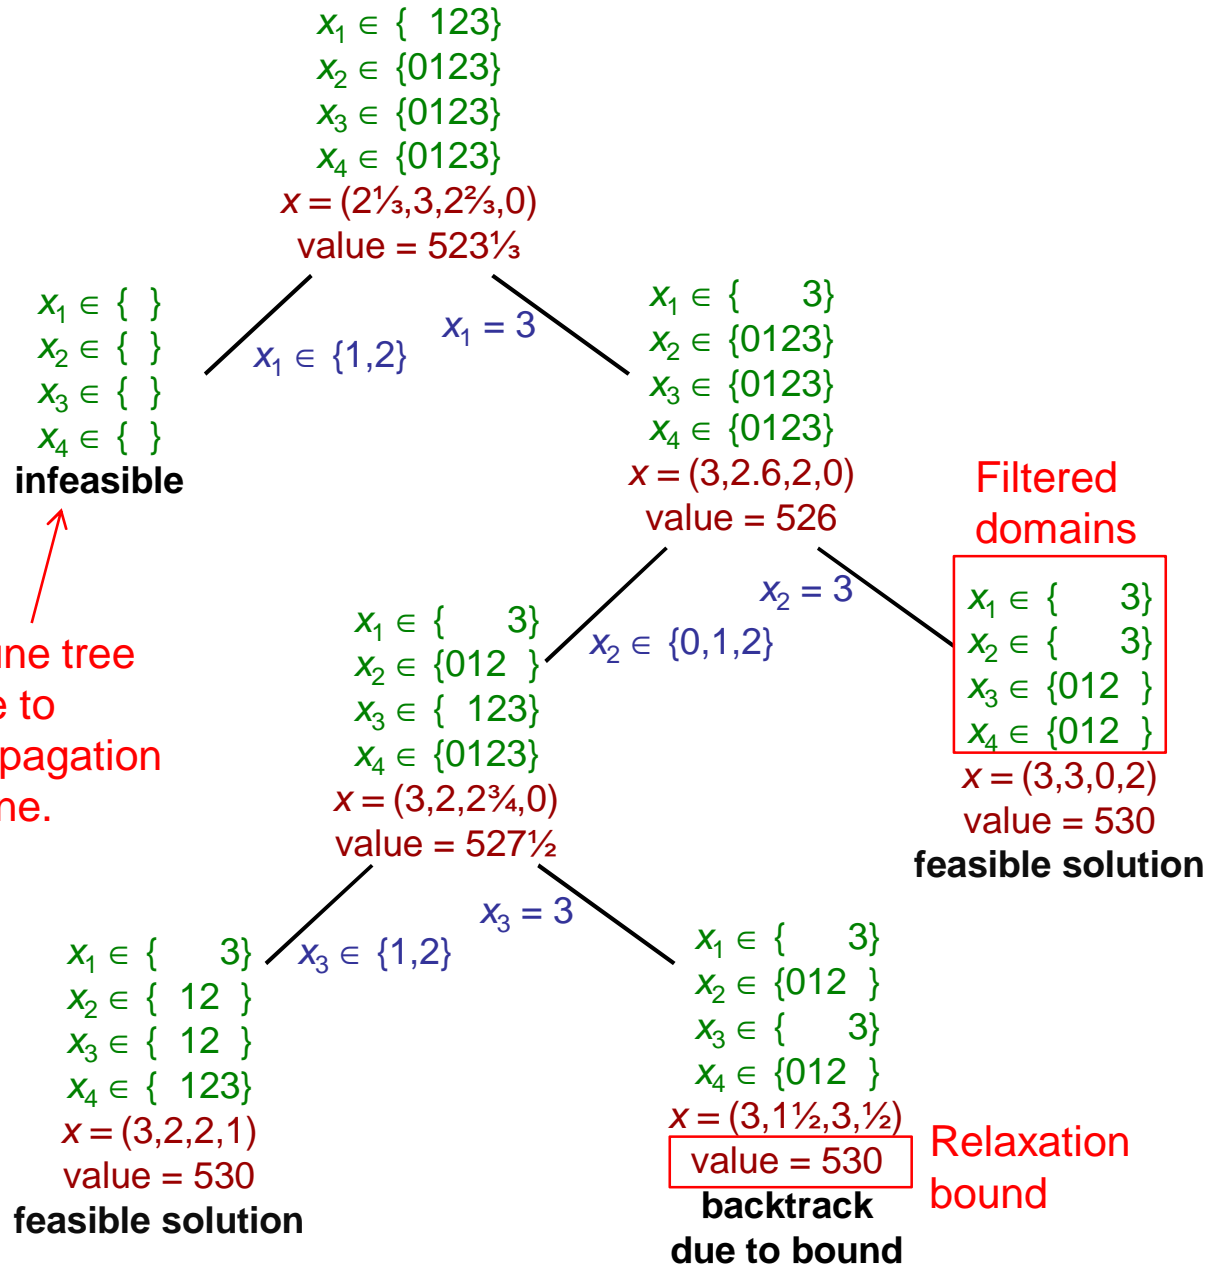 x₁ ∈ { 123}
x₂ ∈ {0123}
x₃ ∈ {0123}
x₄ ∈ {0123}
x = (2⅓,3,2⅔,0)
value = 523⅓
x₁ ∈ { }
x₂ ∈ { }
x₃ ∈ { }
x₄ ∈ { }
infeasible
x₁ ∈ {1,2}
x₁ = 3
x₁ ∈ { 3}
x₂ ∈ {0123}
x₃ ∈ {0123}
x₄ ∈ {0123}
x = (3,2.6,2,0)
value = 526
Filtered
domains
une tree
e to
pagation
ne.
x₁ ∈ { 3}
x₂ ∈ {012 }
x₃ ∈ { 123}
x₄ ∈ {0123}
x = (3,2,2¾,0)
value = 527½
x₂ ∈ {0,1,2}
x₂ = 3
x₁ ∈ { 3}
x₂ ∈ { 3}
x₃ ∈ {012 }
x₄ ∈ {012 }
x = (3,3,0,2)
value = 530
feasible solution
x₁ ∈ { 3}
x₂ ∈ { 12 }
x₃ ∈ { 12 }
x₄ ∈ { 123}
x = (3,2,2,1)
value = 530
feasible solution
x₃ ∈ {1,2}
x₃ = 3
x₁ ∈ { 3}
x₂ ∈ {012 }
x₃ ∈ { 3}
x₄ ∈ {012 }
x = (3,1½,3,½)
value = 530
backtrack
due to bound
Relaxation
bound